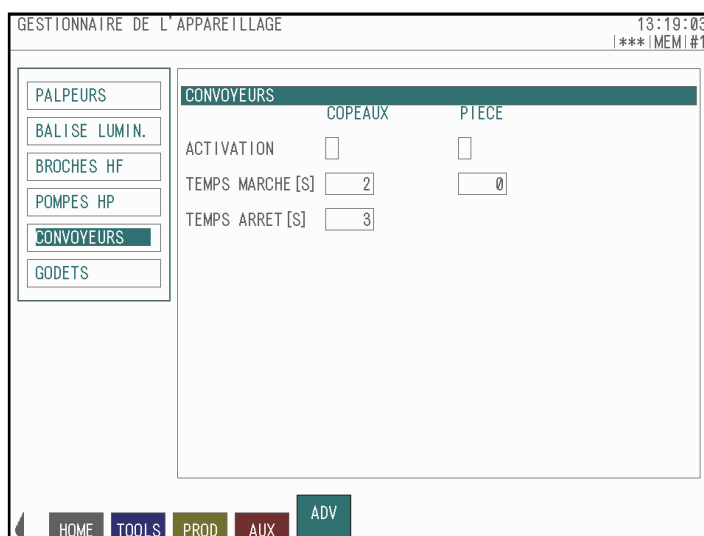 GESTIONNAIRE DE L'APPAREILLAGE 13:19:03
|***|MEM|#1
PALPEURS
BALISE LUMIN.
BROCHES HF
POMPES HP
CONVOYEURS
GODETS
CONVOYEURS
COPEAUX PIECE
ACTIVATION
TEMPS MARCHE[S] 2 0
TEMPS ARRET[S] 3
HOME TOOLS PROD AUX ADV